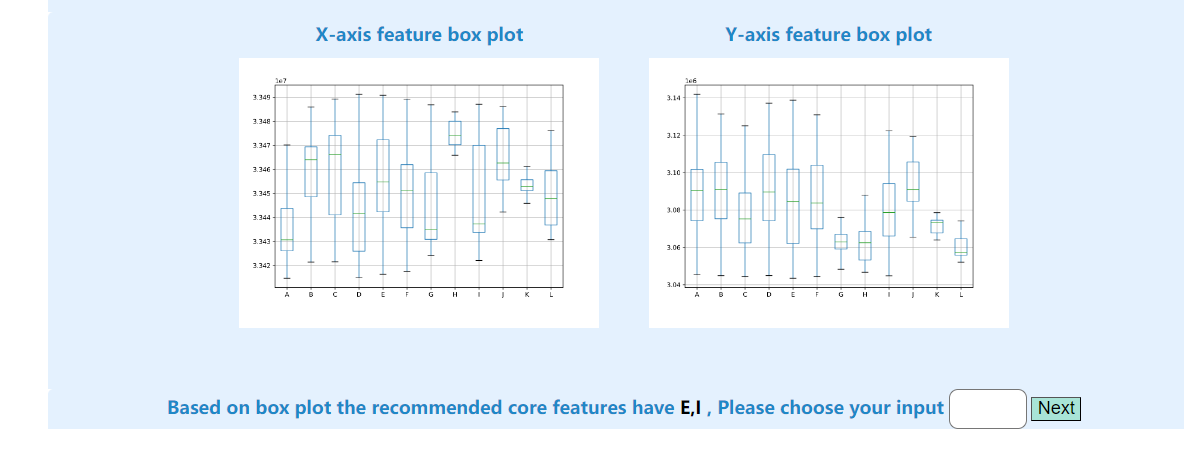 X-axis feature box plot
Y-axis feature box plot
1e7
3.349
3.348
3.347
3.346
3.345
3.344
3.343
3.342
A B C D E F G H I J K L
1e6
3.14
3.12
3.10
3.08
3.06
3.04
A B C D E F G H I J K L
Based on box plot the recommended core features have E,I , Please choose your input
Next